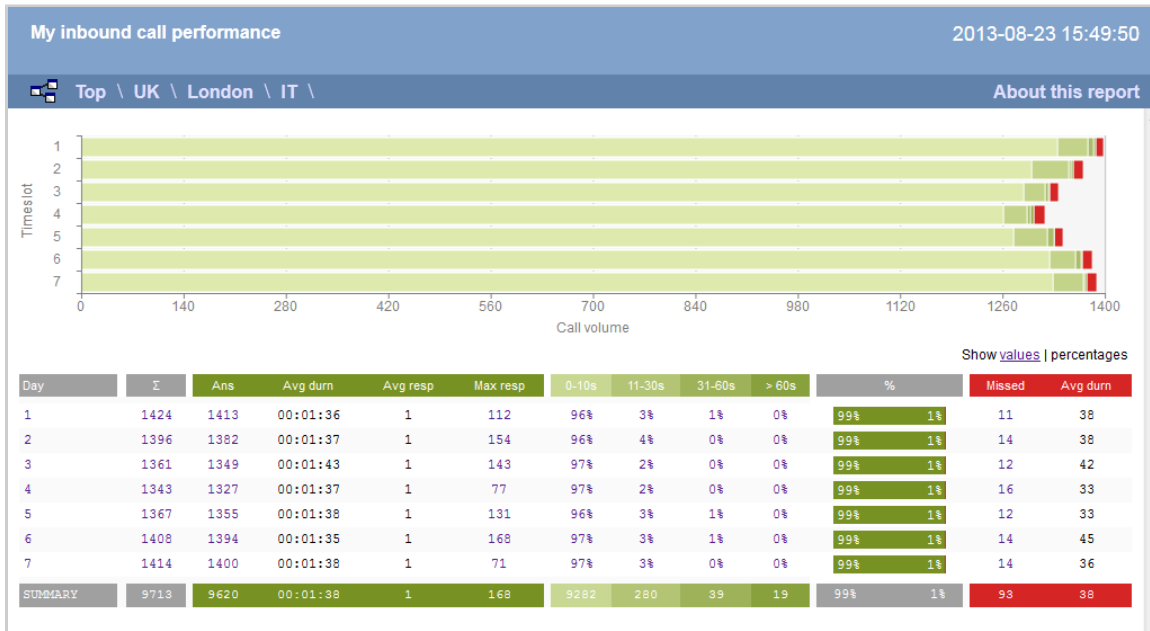 My inbound call performance 2013-08-23 15:49:50
Top \ UK \ London \ IT \ About this report
Timeslot
1
2
3
4
5
6
7
0 140 280 420 560 700 840 980 1120 1260 1400
Call volume
Show values | percentages
Day Σ Ans Avg durn Avg resp Max resp 0-10s 11-30s 31-60s > 60s % Missed Avg durn
1 1424 1413 00:01:36 1 112 96% 3% 1% 0% 99% 1% 11 38
2 1396 1382 00:01:37 1 154 96% 4% 0% 0% 99% 1% 14 38
3 1361 1349 00:01:43 1 143 97% 2% 0% 0% 99% 1% 12 42
4 1343 1327 00:01:37 1 77 97% 2% 0% 0% 99% 1% 16 33
5 1367 1355 00:01:38 1 131 96% 3% 1% 0% 99% 1% 12 33
6 1408 1394 00:01:35 1 168 97% 3% 1% 0% 99% 1% 14 45
7 1414 1400 00:01:38 1 71 97% 3% 0% 0% 99% 1% 14 36
SUMMARY 9713 9620 00:01:38 1 168 9282 280 39 19 99% 1% 93 38